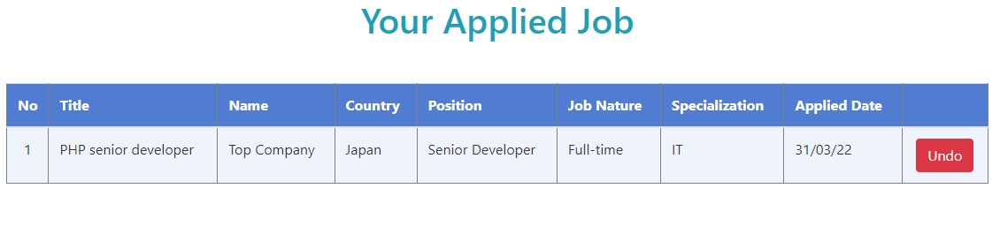 Your Applied Job
No Title Name Country Position Job Nature Specialization Applied Date
1 PHP senior developer Top Company Japan Senior Developer Full-time IT 31/03/22 Undo